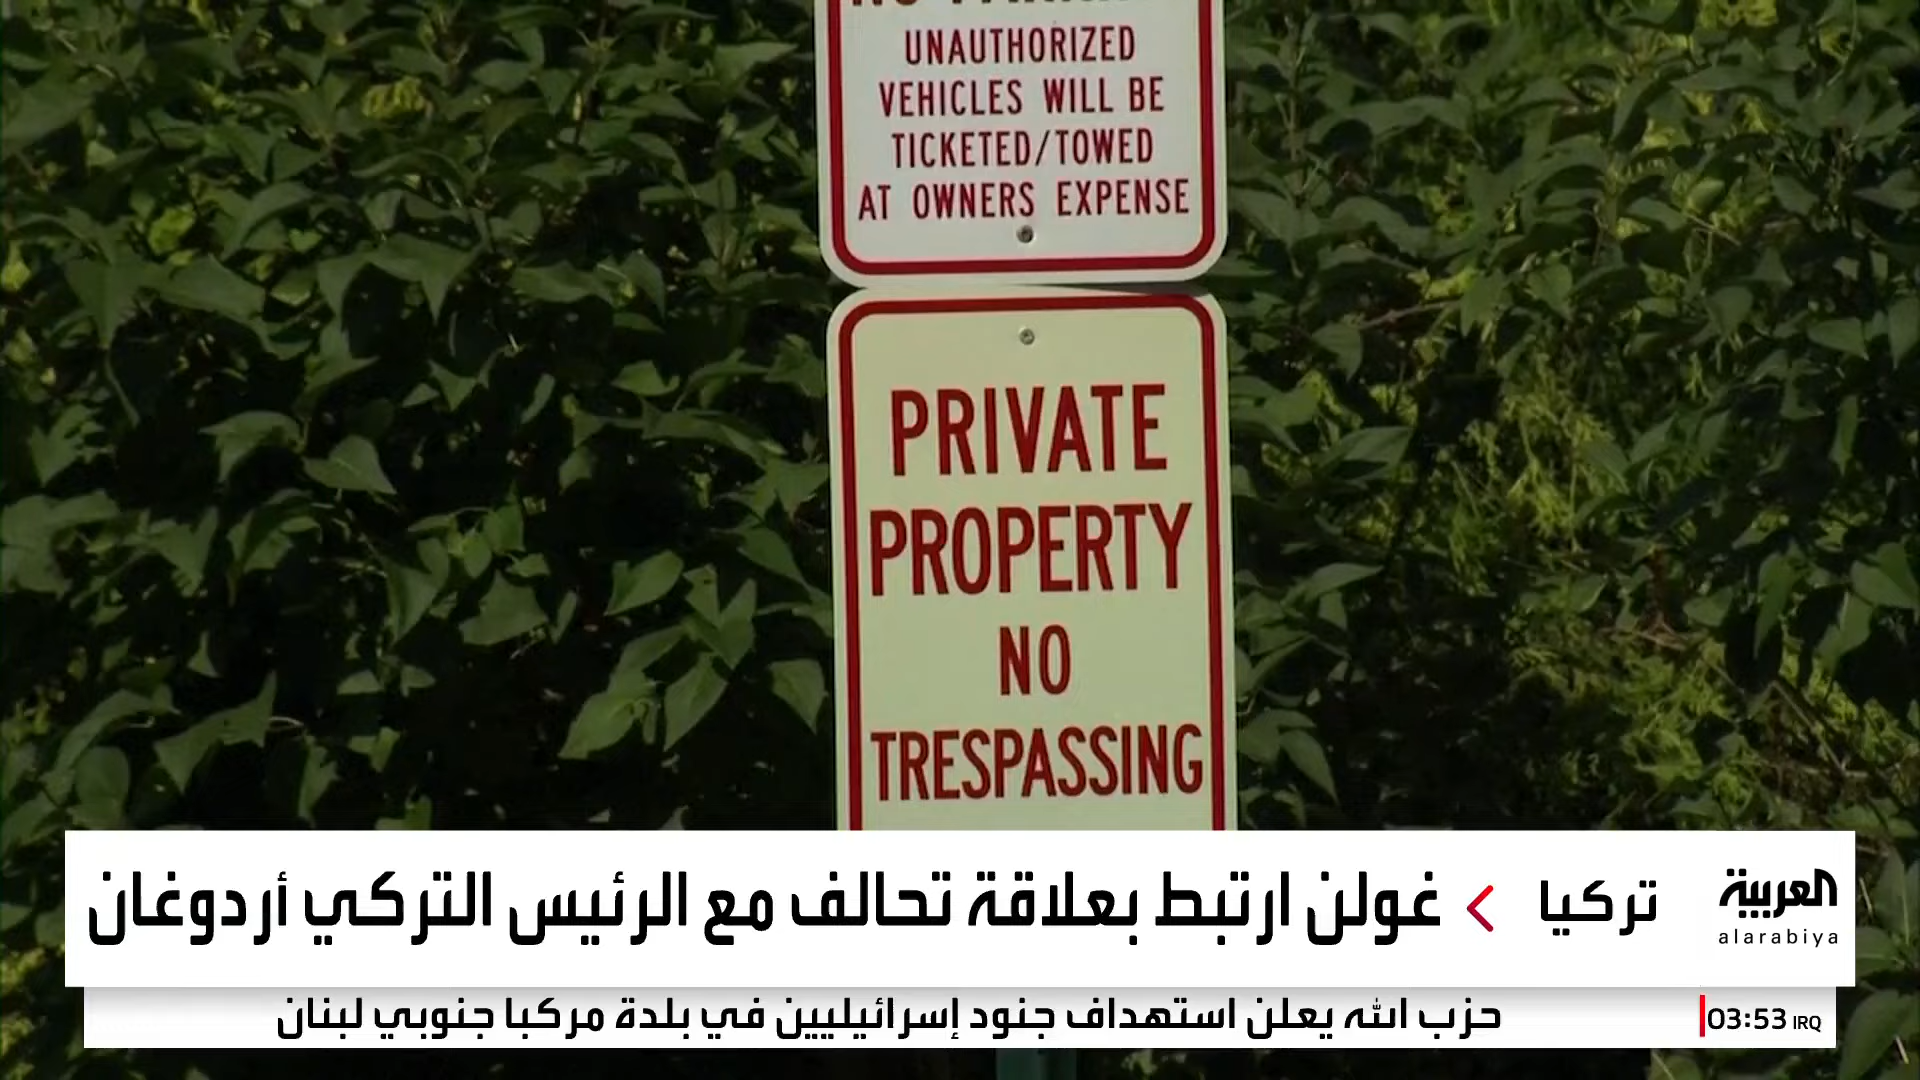 UNAUTHORIZED
VEHICLES WILL BE
TICKETED/TOWED
AT OWNERS EXPENSE
PRIVATE
PROPERTY
NO
TRESPASSING
العربية
alarabiya
تركيا
غولن ارتبط بعلاقة تحالف مع الرئيس التركي أردوغان
03:53 IRQ
حزب الله يعلن استهداف جنود إسرائيليين في بلدة مركبا جنوبي لبنان